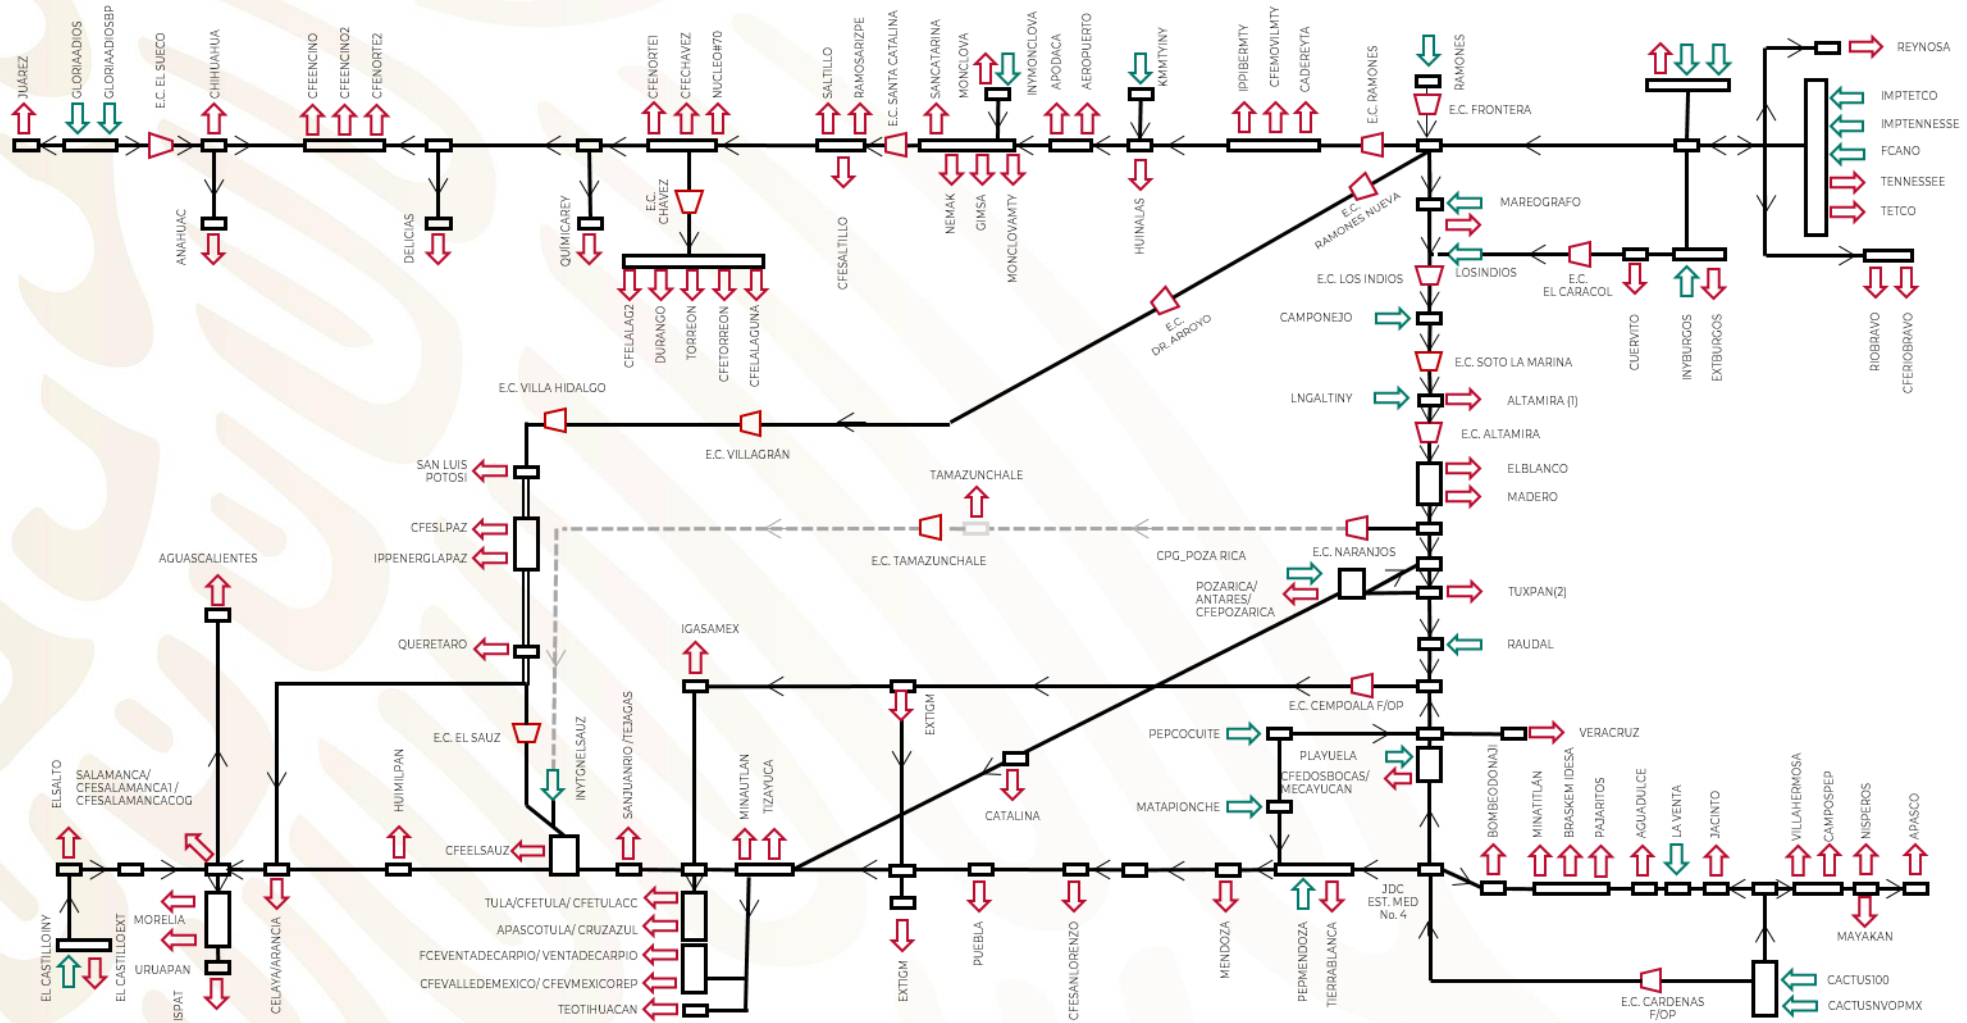 JUÁREZ
GLORIAADIOS
GLORIAADIOSBP
E.C. EL SUECO
CHIHUAHUA
CFEENCINO
CFEENCINO2
CFENORTE2
CFENORTE1
CFECHAVEZ
NUCLEO#70
SALTILLO
RAMOSARIZPE
E.C. SANTA CATALINA
SANCATARINA
MONCLOVA
INYMONCLOVA
APODACA
AEROPUERTO
KMMTYINY
IPPIBERMTY
CFEMOVILMTY
CADEREYTA
E.C. RAMONES
RAMONES
E.C. FRONTERA
REYNOSA
IMPTETCO
IMPTENNESSE
FCANO
TENNESSEE
TETCO
ANAHUAC
DELICIAS
QUÍMICAREY
E.C.
CHAVEZ
CFESALTILLO
NEMAK
GIMSA
MONCLOVAMTY
HUINALAS
E.C.
RAMONES NUEVA
MAREOGRAFO
LOSINDIOS
E.C. LOS INDIOS
E.C.
EL CARACOL
CUERVITO
INYBURGOS
EXTBURGOS
RIOBRAVO
CFERIOBRAVO
CFELALAG2
DURANGO
TORREON
CFETORREON
CFELALAGUNA
E.C.
DR. ARROYO
CAMPONEJO
E.C. SOTO LA MARINA
E.C. VILLA HIDALGO
LNGALTINY
ALTAMIRA (1)
E.C. ALTAMIRA
E.C. VILLAGRÁN
SAN LUIS
POTOSI
TAMAZUNCHALE
ELBLANCO
MADERO
CFESLPAZ
IPPENERGLAPAZ
E.C. TAMAZUNCHALE
CPG_POZA RICA
E.C. NARANJOS
AGUASCALIENTES
POZARICA/
ANTARES/
CFEPOZARICA
TUXPAN(2)
QUERETARO
IGASAMEX
RAUDAL
E.C. CEMPOALA F/OP
E.C. EL SAUZ
INYTGNELSAUZ
SANJUANRIO /TEJAGAS
EXTIGM
PEPCOCUITE
PLAYUELA
CFEDOSBOCAS/
MECAYUCAN
VERACRUZ
ELSALTO
SALAMANCA/
CFESALAMANCA1/
CFESALAMANCACOG
HUIMILPAN
MINAUTLAN
TIZAYUCA
CATALINA
MATAPIONCHE
BOMBEODONAJI
MINATITLÁN
BRASKEM IDESA
PAJARITOS
AGUADULCE
LA VENTA
JACINTO
VILLAHERMOSA
CAMPOSPEP
NISPEROS
APASCO
CFEELSAUZ
JDC
EST. MED
No. 4
MORELIA
URUAPAN
ISPAT
EL CASTILLOINY
EL CASTILLOEXT
CELAYA/ARANCIA
TULA/CFETULA/ CFETULACC
APASCOTULA/ CRUZAZUL
FCEVENTADECARPIO/ VENTADECARPIO
CFEVALLEDEMEXICO/ CFEVMEXICOREP
TEOTIHUACAN
EXTIGM
PUEBLA
CFESANLORENZO
MENDOZA
PEPMENDOZA
TIERRABLANCA
MAYAKAN
E.C. CARDENAS
F/OP
CACTUS100
CACTUSNVOPMX